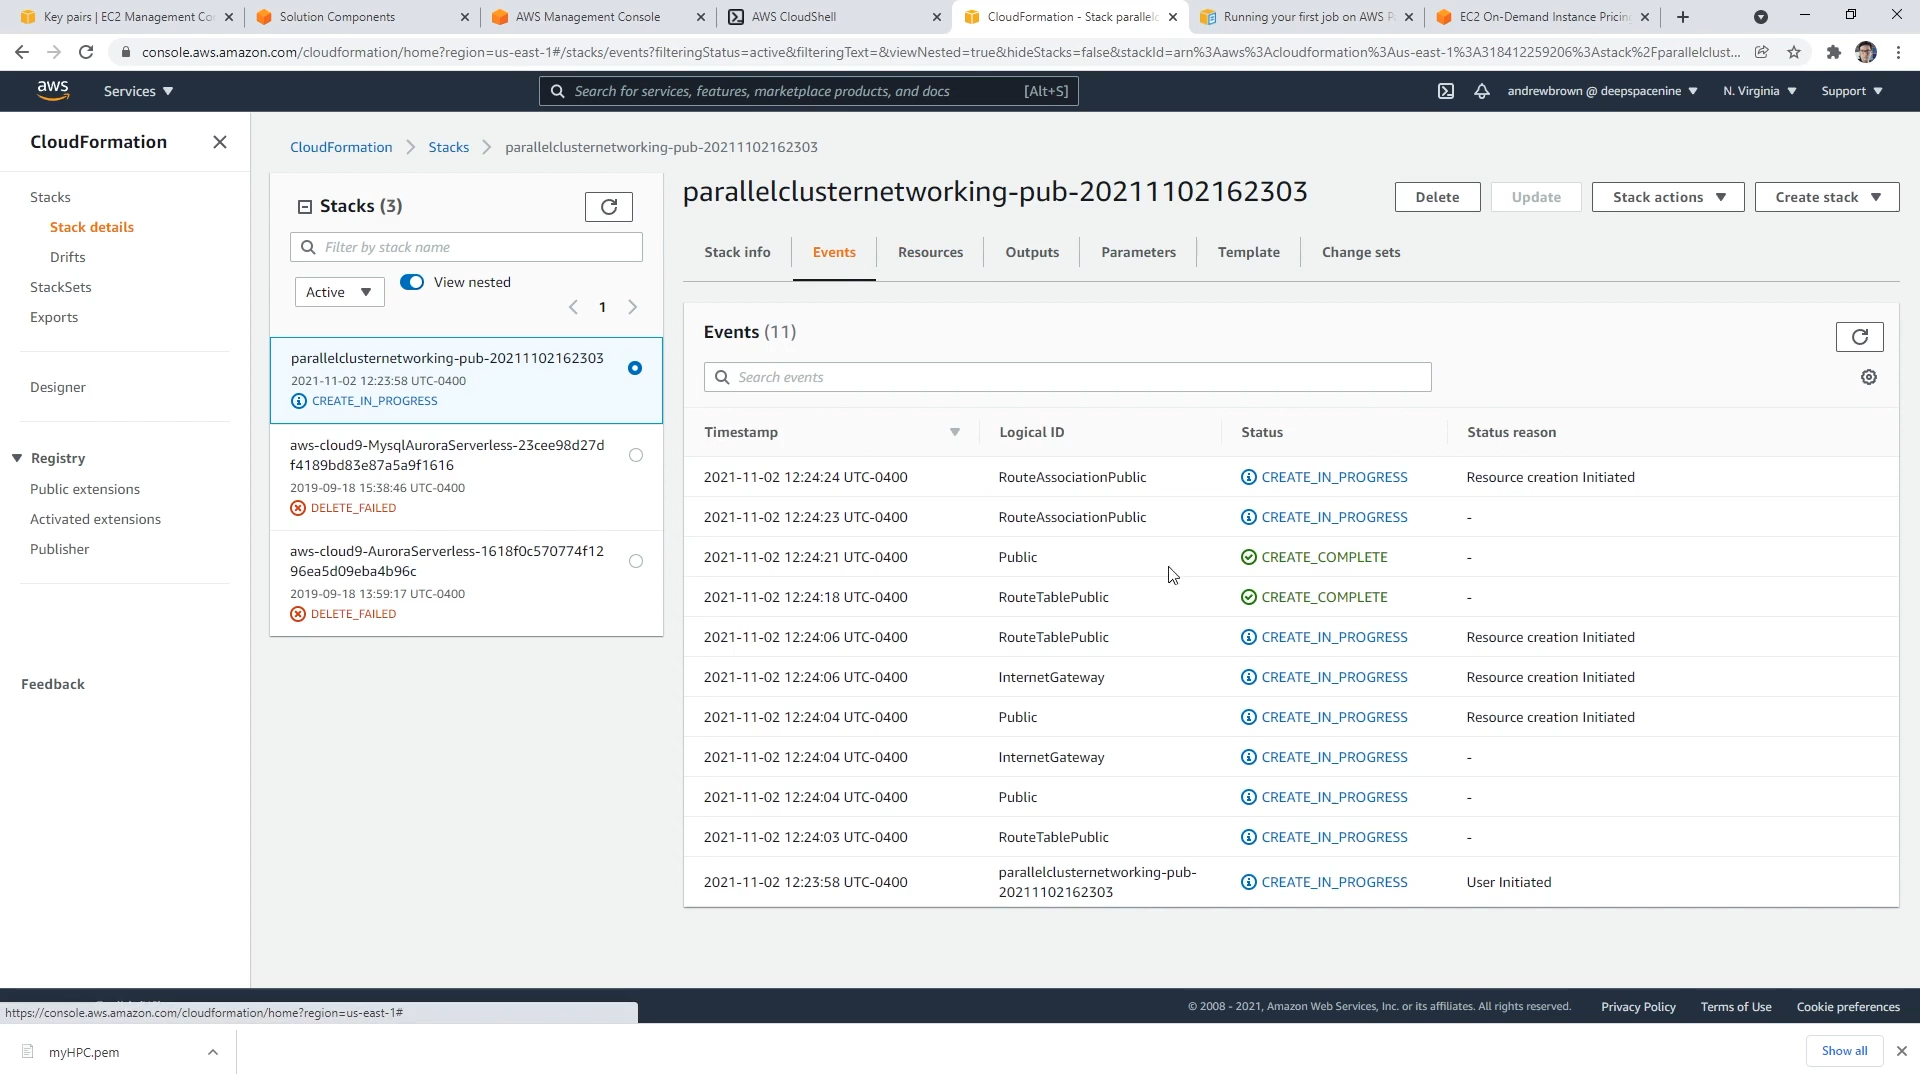 Key pairs | EC2 Management Co
Solution Components
AWS Management Console
AWS CloudShell
CloudFormation - Stack parallelc
Running your first job on AWS P
EC2 On-Demand Instance Pricing
console.aws.amazon.com/cloudformation/home?region=us-east-1#/stacks/events?filteringStatus=active&filteringText=&viewNested=true&hideStacks=false&stackId=arn%3Aaws%3Acloudformation%3Aus-east-1%3A318412259206%3Astack%2Fparallelclust...
aws
Services
Search for services, features, marketplace products, and docs
[Alt+S]
andrewbrown @ deepspacenine
N. Virginia
Support
CloudFormation
Stacks
Stack details
Drifts
StackSets
Exports
Designer
Registry
Public extensions
Activated extensions
Publisher
Feedback
CloudFormation
Stacks
parallelclusternetworking-pub-20211102162303
Stacks (3)
Filter by stack name
Active
View nested
1
parallelclusternetworking-pub-20211102162303
2021-11-02 12:23:58 UTC-0400
CREATE_IN_PROGRESS
aws-cloud9-MysqlAuroraServerless-23cee98d27d
f4189bd83e87a5a9f1616
2019-09-18 15:38:46 UTC-0400
DELETE_FAILED
aws-cloud9-AuroraServerless-1618f0c570774f12
96ea5d09eba4b96c
2019-09-18 13:59:17 UTC-0400
DELETE_FAILED
parallelclusternetworking-pub-20211102162303
Delete
Update
Stack actions
Create stack
Stack info
Events
Resources
Outputs
Parameters
Template
Change sets
Events (11)
Search events
Timestamp Logical ID Status Status reason
2021-11-02 12:24:24 UTC-0400 RouteAssociationPublic CREATE_IN_PROGRESS Resource creation Initiated
2021-11-02 12:24:23 UTC-0400 RouteAssociationPublic CREATE_IN_PROGRESS -
2021-11-02 12:24:21 UTC-0400 Public CREATE_COMPLETE -
2021-11-02 12:24:18 UTC-0400 RouteTablePublic CREATE_COMPLETE -
2021-11-02 12:24:06 UTC-0400 RouteTablePublic CREATE_IN_PROGRESS Resource creation Initiated
2021-11-02 12:24:06 UTC-0400 InternetGateway CREATE_IN_PROGRESS Resource creation Initiated
2021-11-02 12:24:04 UTC-0400 Public CREATE_IN_PROGRESS Resource creation Initiated
2021-11-02 12:24:04 UTC-0400 InternetGateway CREATE_IN_PROGRESS -
2021-11-02 12:24:04 UTC-0400 Public CREATE_IN_PROGRESS -
2021-11-02 12:24:03 UTC-0400 RouteTablePublic CREATE_IN_PROGRESS -
2021-11-02 12:23:58 UTC-0400 parallelclusternetworking-pub-
20211102162303 CREATE_IN_PROGRESS User Initiated
© 2008 - 2021, Amazon Web Services, Inc. or its affiliates. All rights reserved.
Privacy Policy
Terms of Use
Cookie preferences
https://console.aws.amazon.com/cloudformation/home?region=us-east-1#
myHPC.pem
Show all